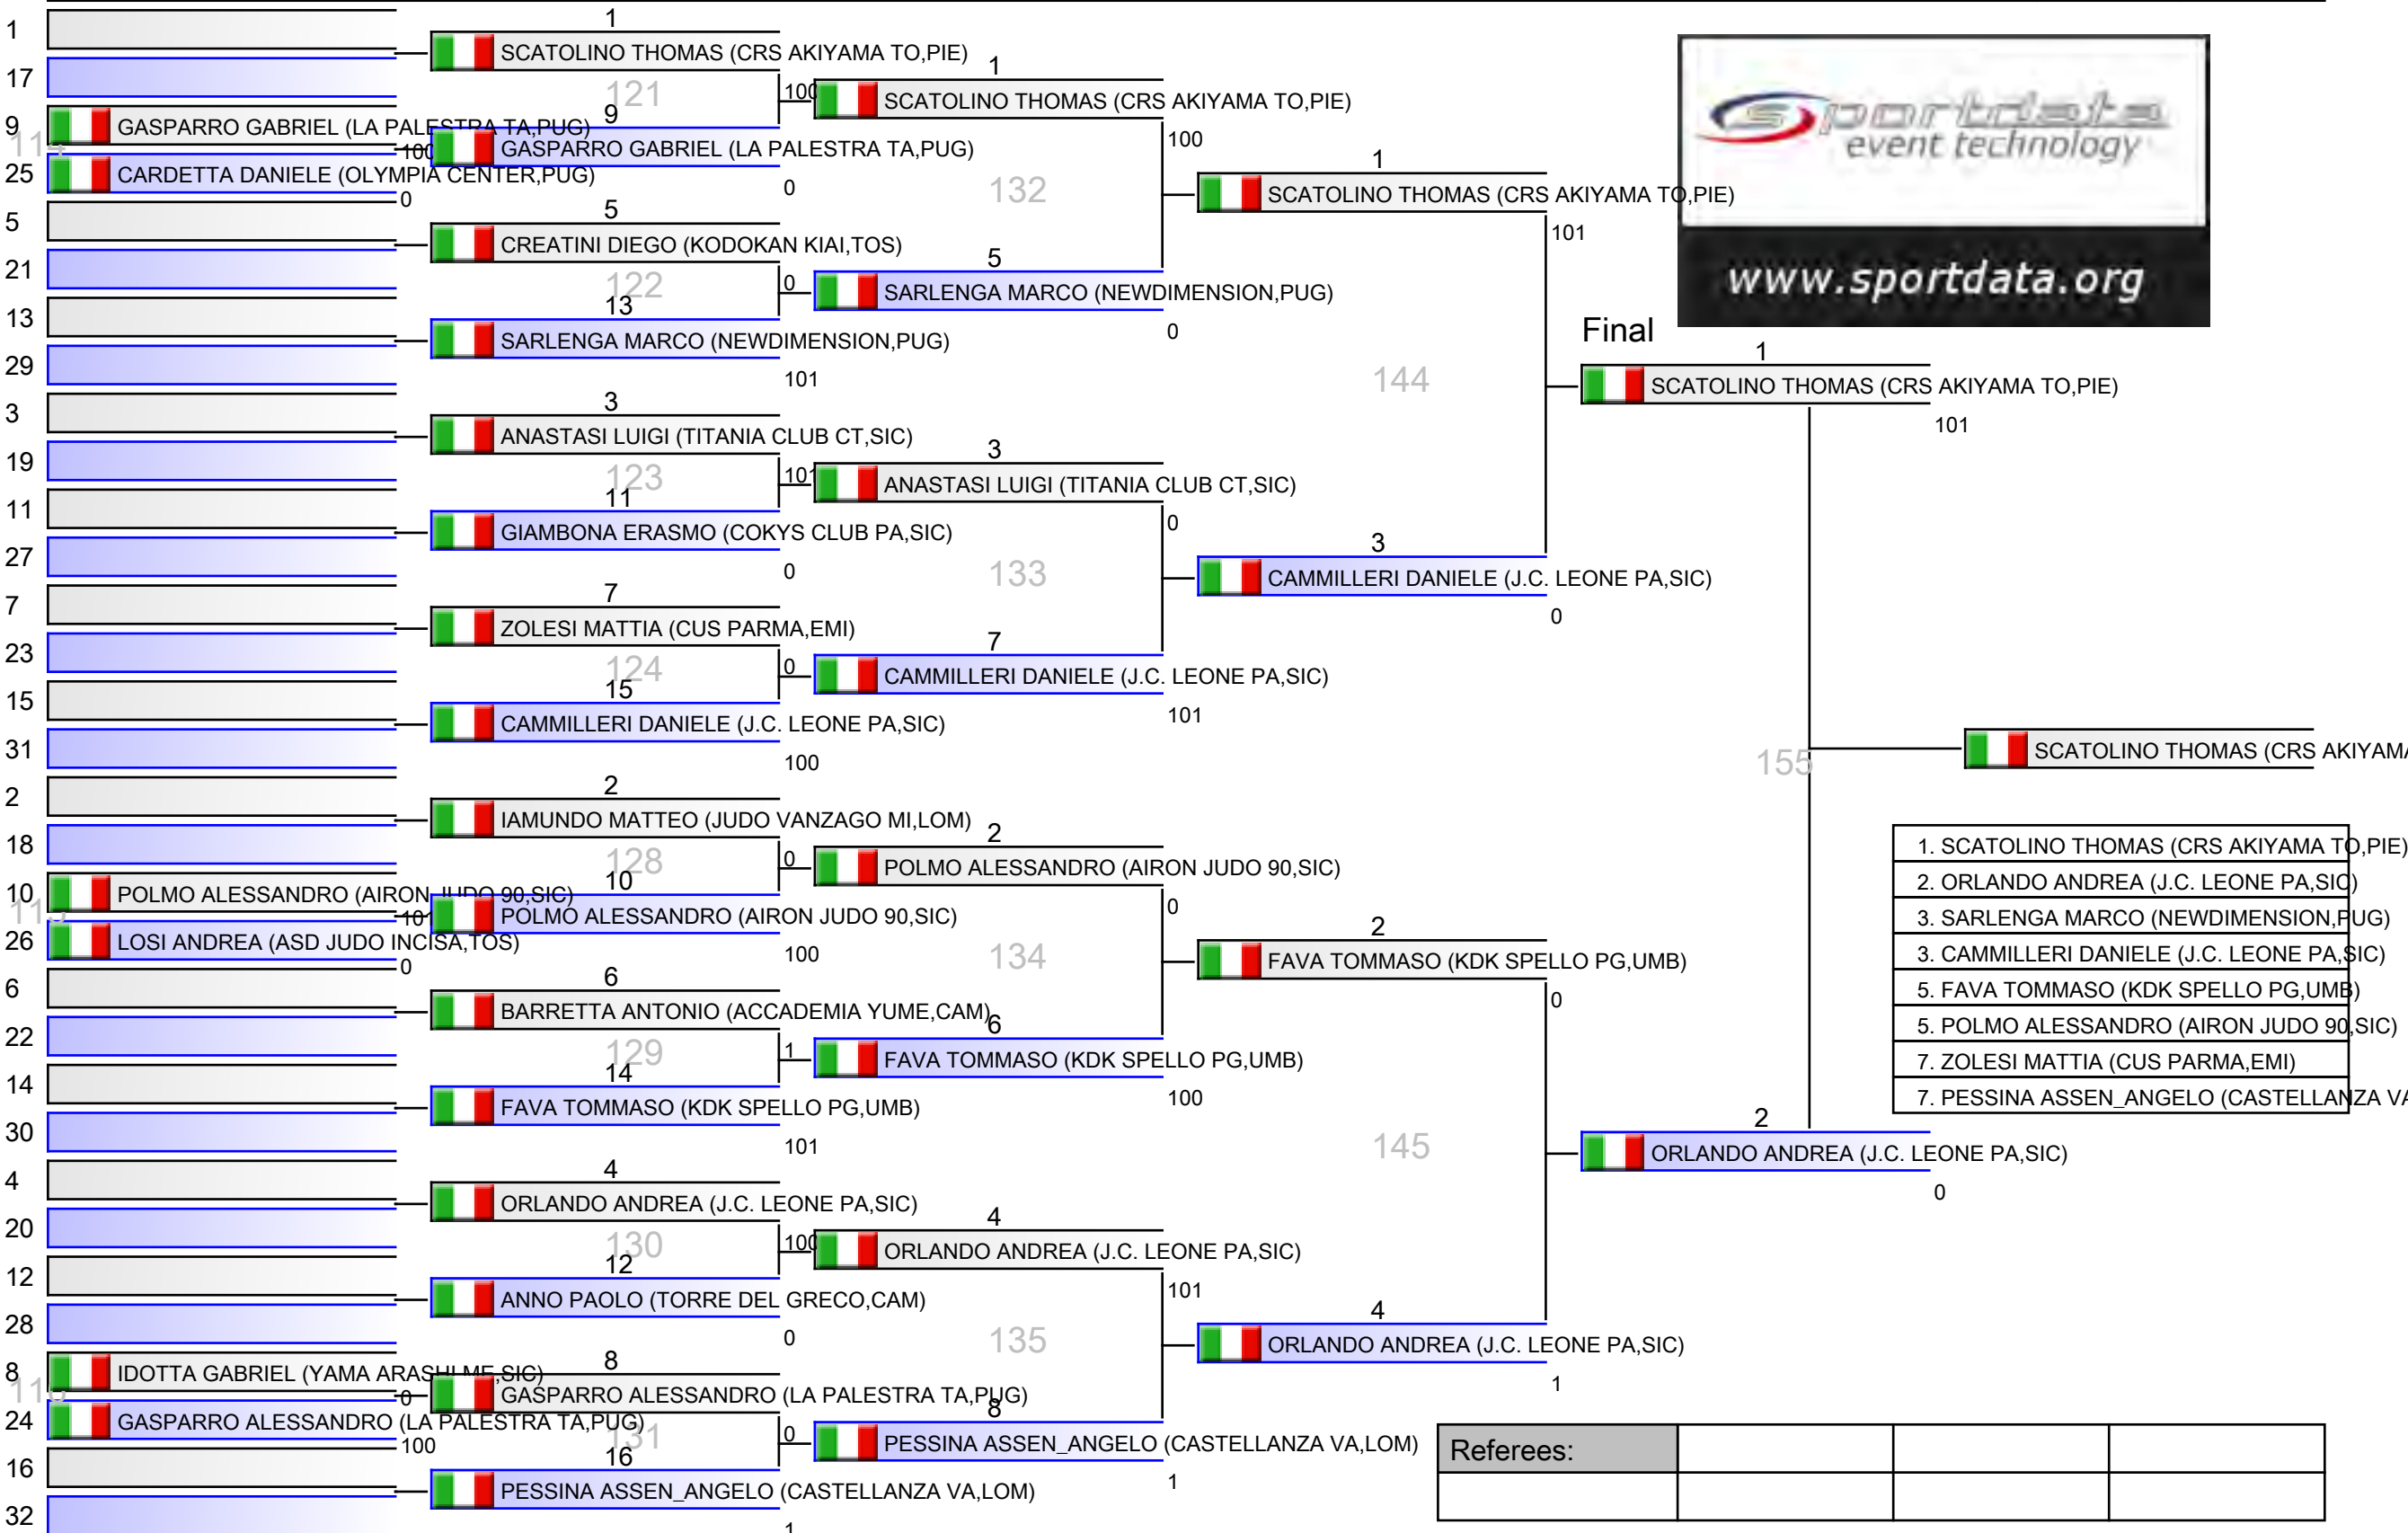 1
17
9
25
5
21
13
29
3
19
11
27
7
23
15
31
2
18
10
26
6
22
14
30
4
20
12
28
8
24
16
32
GASPARRO GABRIEL (LA PALESTRA TA,PUG)
100
CARDETTA DANIELE (OLYMPIA CENTER,PUG)
0
POLMO ALESSANDRO (AIRON JUDO 90,SIC)
101
LOSI ANDREA (ASD JUDO INCISA,TOS)
0
IDOTTA GABRIEL (YAMA ARASHI ME,SIC)
0
GASPARRO ALESSANDRO (LA PALESTRA TA,PUG)
100
1
SCATOLINO THOMAS (CRS AKIYAMA TO,PIE)
121
100
9
GASPARRO GABRIEL (LA PALESTRA TA,PUG)
0
5
CREATINI DIEGO (KODOKAN KIAI,TOS)
122
0
13
SARLENGA MARCO (NEWDIMENSION,PUG)
101
3
ANASTASI LUIGI (TITANIA CLUB CT,SIC)
123
101
11
GIAMBONA ERASMO (COKYS CLUB PA,SIC)
0
7
ZOLESI MATTIA (CUS PARMA,EMI)
124
0
15
CAMMILLERI DANIELE (J.C. LEONE PA,SIC)
100
2
IAMUNDO MATTEO (JUDO VANZAGO MI,LOM)
128
0
10
POLMO ALESSANDRO (AIRON JUDO 90,SIC)
100
6
BARRETTA ANTONIO (ACCADEMIA YUME,CAM)
129
1
14
FAVA TOMMASO (KDK SPELLO PG,UMB)
101
4
ORLANDO ANDREA (J.C. LEONE PA,SIC)
130
100
12
ANNO PAOLO (TORRE DEL GRECO,CAM)
0
8
GASPARRO ALESSANDRO (LA PALESTRA TA,PUG)
131
0
16
PESSINA ASSEN_ANGELO (CASTELLANZA VA,LOM)
1
1
SCATOLINO THOMAS (CRS AKIYAMA TO,PIE)
100
132
5
SARLENGA MARCO (NEWDIMENSION,PUG)
0
3
ANASTASI LUIGI (TITANIA CLUB CT,SIC)
0
133
7
CAMMILLERI DANIELE (J.C. LEONE PA,SIC)
101
2
POLMO ALESSANDRO (AIRON JUDO 90,SIC)
0
134
6
FAVA TOMMASO (KDK SPELLO PG,UMB)
100
4
ORLANDO ANDREA (J.C. LEONE PA,SIC)
101
135
8
PESSINA ASSEN_ANGELO (CASTELLANZA VA,LOM)
1
1
SCATOLINO THOMAS (CRS AKIYAMA TO,PIE)
101
144
3
CAMMILLERI DANIELE (J.C. LEONE PA,SIC)
0
2
FAVA TOMMASO (KDK SPELLO PG,UMB)
0
145
4
ORLANDO ANDREA (J.C. LEONE PA,SIC)
1
sportdata
event technology
www.sportdata.org
Final
1
SCATOLINO THOMAS (CRS AKIYAMA TO,PIE)
101
155
2
ORLANDO ANDREA (J.C. LEONE PA,SIC)
0
SCATOLINO THOMAS (CRS AKIYAMA
1. SCATOLINO THOMAS (CRS AKIYAMA TO,PIE)
2. ORLANDO ANDREA (J.C. LEONE PA,SIC)
3. SARLENGA MARCO (NEWDIMENSION,PUG)
3. CAMMILLERI DANIELE (J.C. LEONE PA,SIC)
5. FAVA TOMMASO (KDK SPELLO PG,UMB)
5. POLMO ALESSANDRO (AIRON JUDO 90,SIC)
7. ZOLESI MATTIA (CUS PARMA,EMI)
7. PESSINA ASSEN_ANGELO (CASTELLANZA VA
Referees: